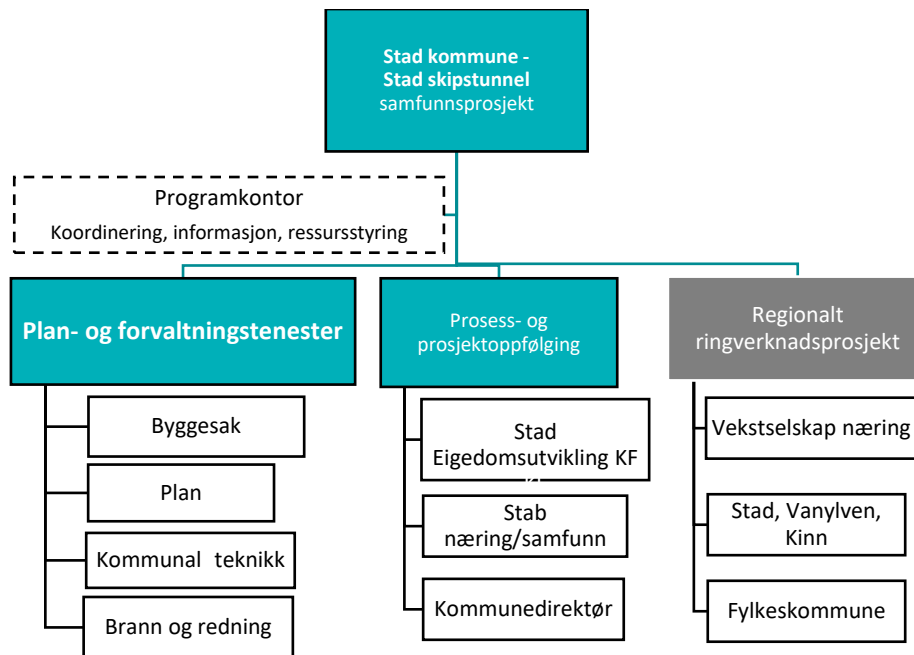 Stad kommune -
Stad skipstunnel
samfunnsprosjekt
Programkontor
Koordinering, informasjon, ressursstyring
Plan- og forvaltningstenester
Byggesak
Plan
Kommunal teknikk
Brann og redning
Prosess- og
prosjektoppfølging
Stad
Eigedomsutvikling KF
Stab
næring/samfunn
Kommunedirektør
Regionalt
ringverknadsprosjekt
Vekstselskap næring
Stad, Vanylven,
Kinn
Fylkeskommune